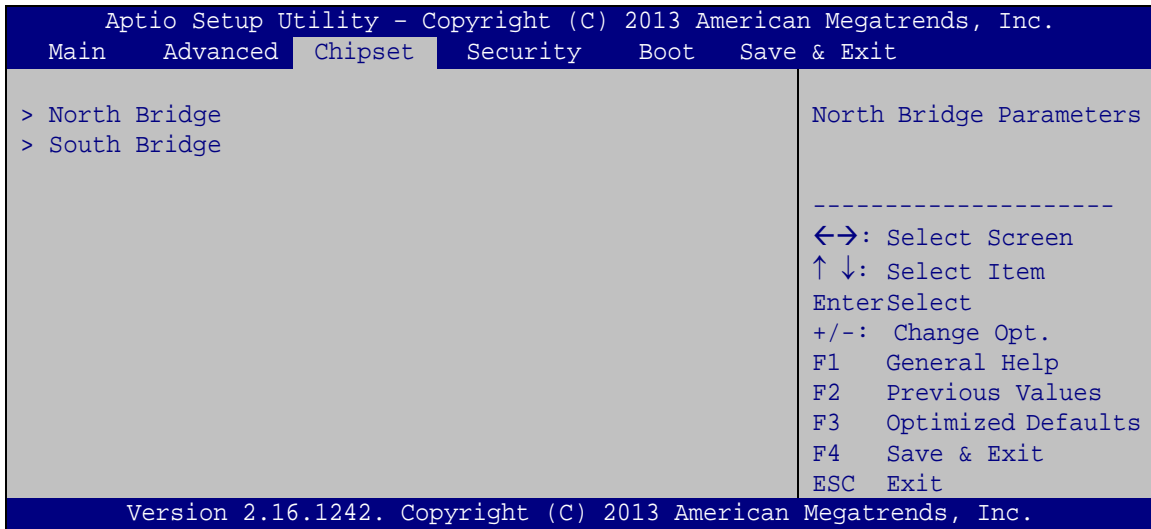 Aptio Setup Utility – Copyright (C) 2013 American Megatrends, Inc.
Main Advanced Chipset Security Boot Save & Exit
> North Bridge
> South Bridge
North Bridge Parameters
---------------------
←→: Select Screen
↑ ↓: Select Item
EnterSelect
+/-: Change Opt.
F1 General Help
F2 Previous Values
F3 Optimized Defaults
F4 Save & Exit
ESC Exit
Version 2.16.1242. Copyright (C) 2013 American Megatrends, Inc.